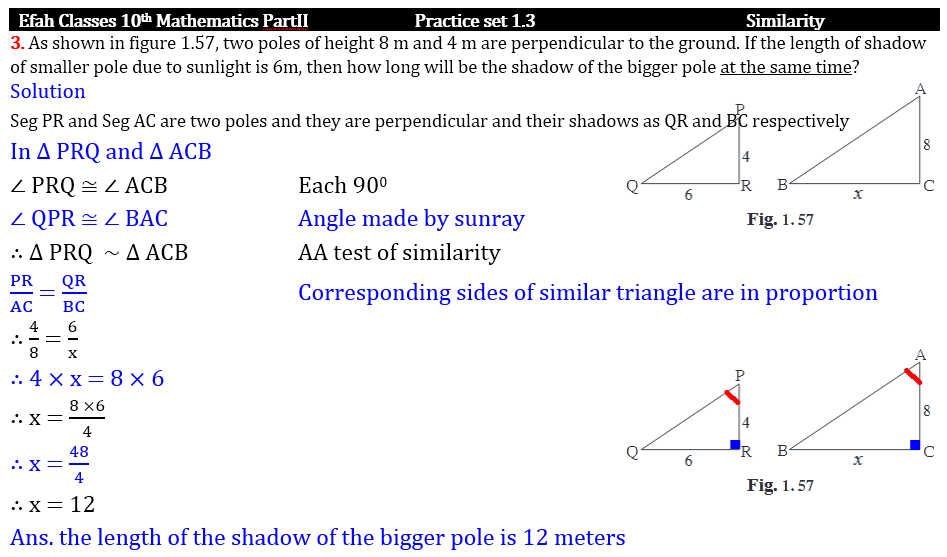 Efah Classes 10th Mathematics PartII Practice set 1.3 Similarity
3. As shown in figure 1.57, two poles of height 8 m and 4 m are perpendicular to the ground. If the length of shadow
of smaller pole due to sunlight is 6m, then how long will be the shadow of the bigger pole at the same time?
Solution
Seg PR and Seg AC are two poles and they are perpendicular and their shadows as QR and BC respectively
In Δ PRQ and Δ ACB
∠ PRQ ≅ ∠ ACB Each 90⁰
∠ QPR ≅ ∠ BAC Angle made by sunray
∴ Δ PRQ ~ Δ ACB AA test of similarity
PR/AC = QR/BC Corresponding sides of similar triangle are in proportion
∴ 4/8 = 6/x
∴ 4 × x = 8 × 6
∴ x = 8 ×6/4
∴ x = 48/4
∴ x = 12
Ans. the length of the shadow of the bigger pole is 12 meters
P
A
4
8
Q
R
B
C
6
x
Fig. 1.57
P
A
4
8
Q
R
B
C
6
x
Fig. 1.57